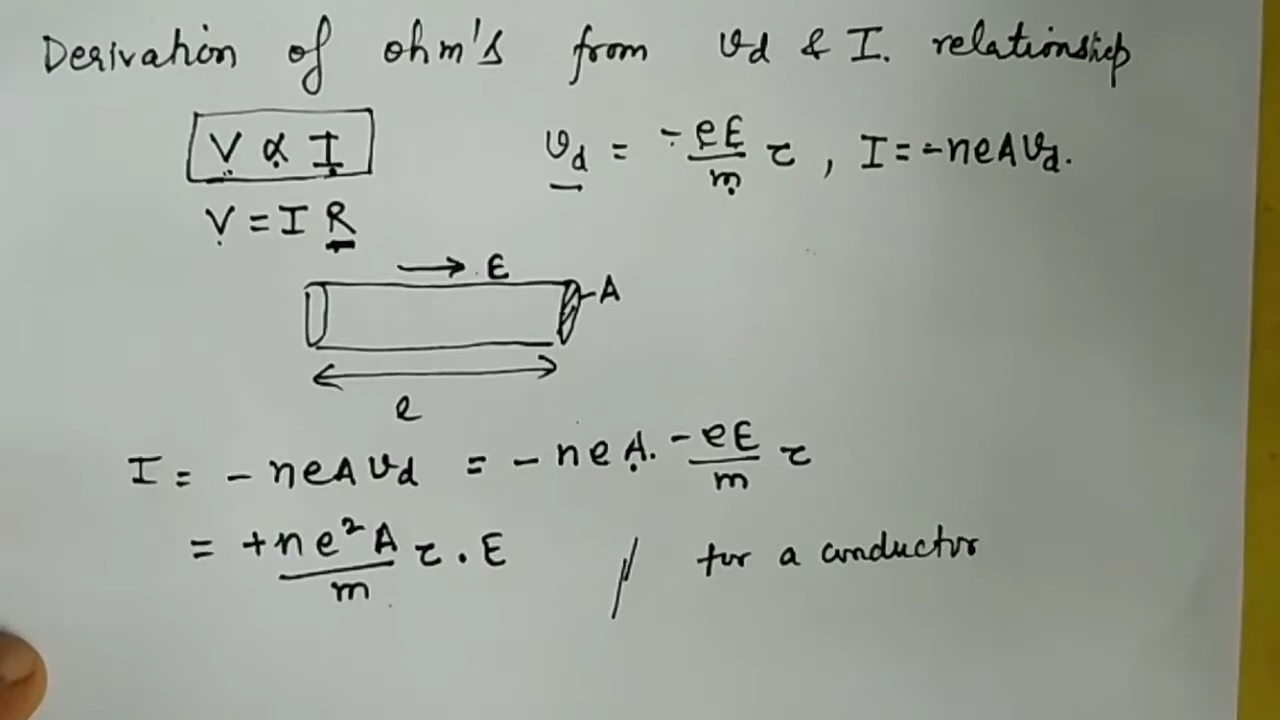 Derivation of ohm's from vd & I. relationship
V ∝ I
vd = -eE/m τ , I = -neAvd.
V = I R
E
A
l
I = -neAvd = -neA. -eE/m τ
= +ne²A/m τ . E
for a conductor